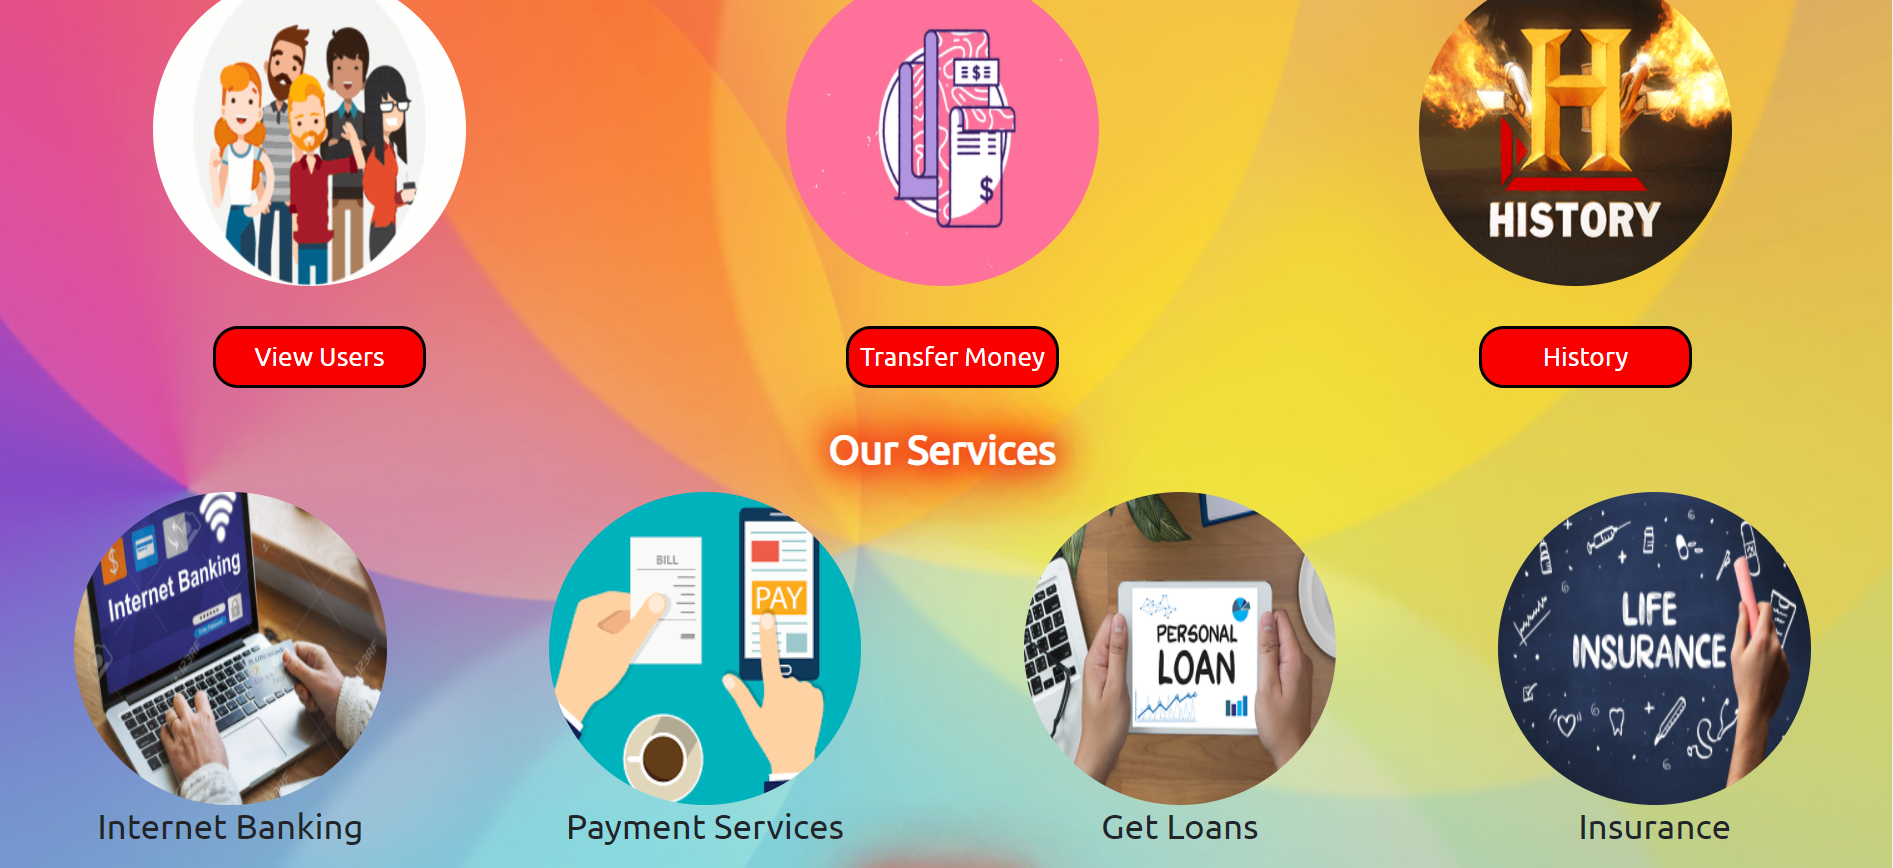 $
$
H
HISTORY
View Users
Transfer Money
History
Our Services
Internet Banking
BILL
PAY
PERSONAL
LOAN
LIFE
INSURANCE
Internet Banking
Payment Services
Get Loans
Insurance